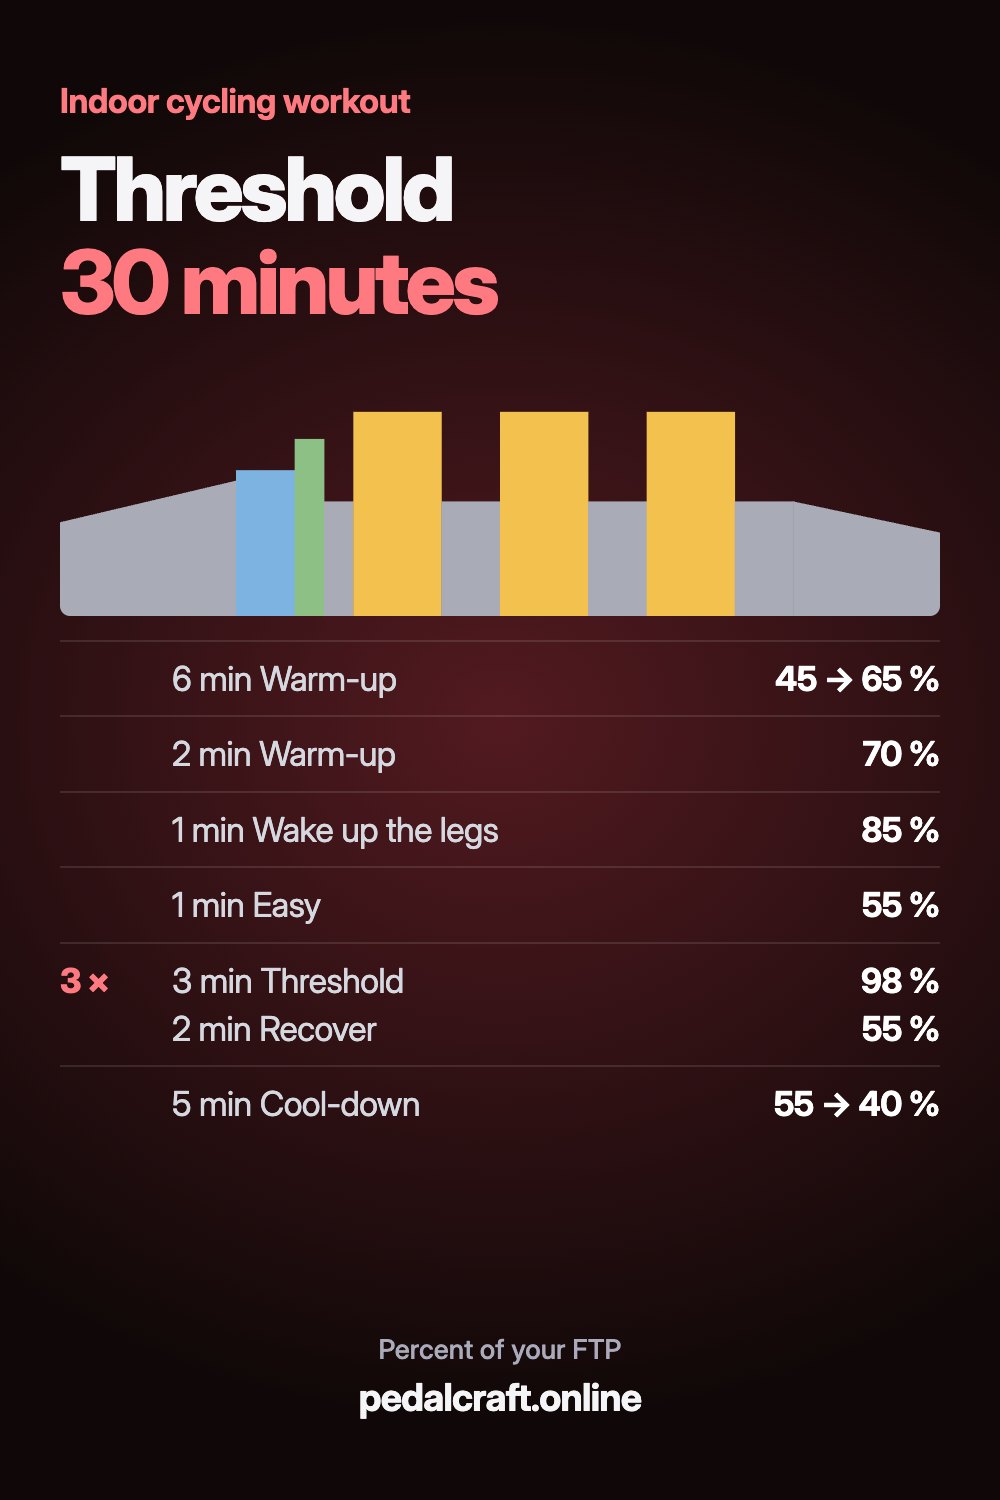 Indoor cycling workout
Threshold
30 minutes
6 min Warm-up 45 → 65 %
2 min Warm-up 70 %
1 min Wake up the legs 85 %
1 min Easy 55 %
3 × 3 min Threshold 98 %
2 min Recover 55 %
5 min Cool-down 55 → 40 %
Percent of your FTP
pedalcraft.online